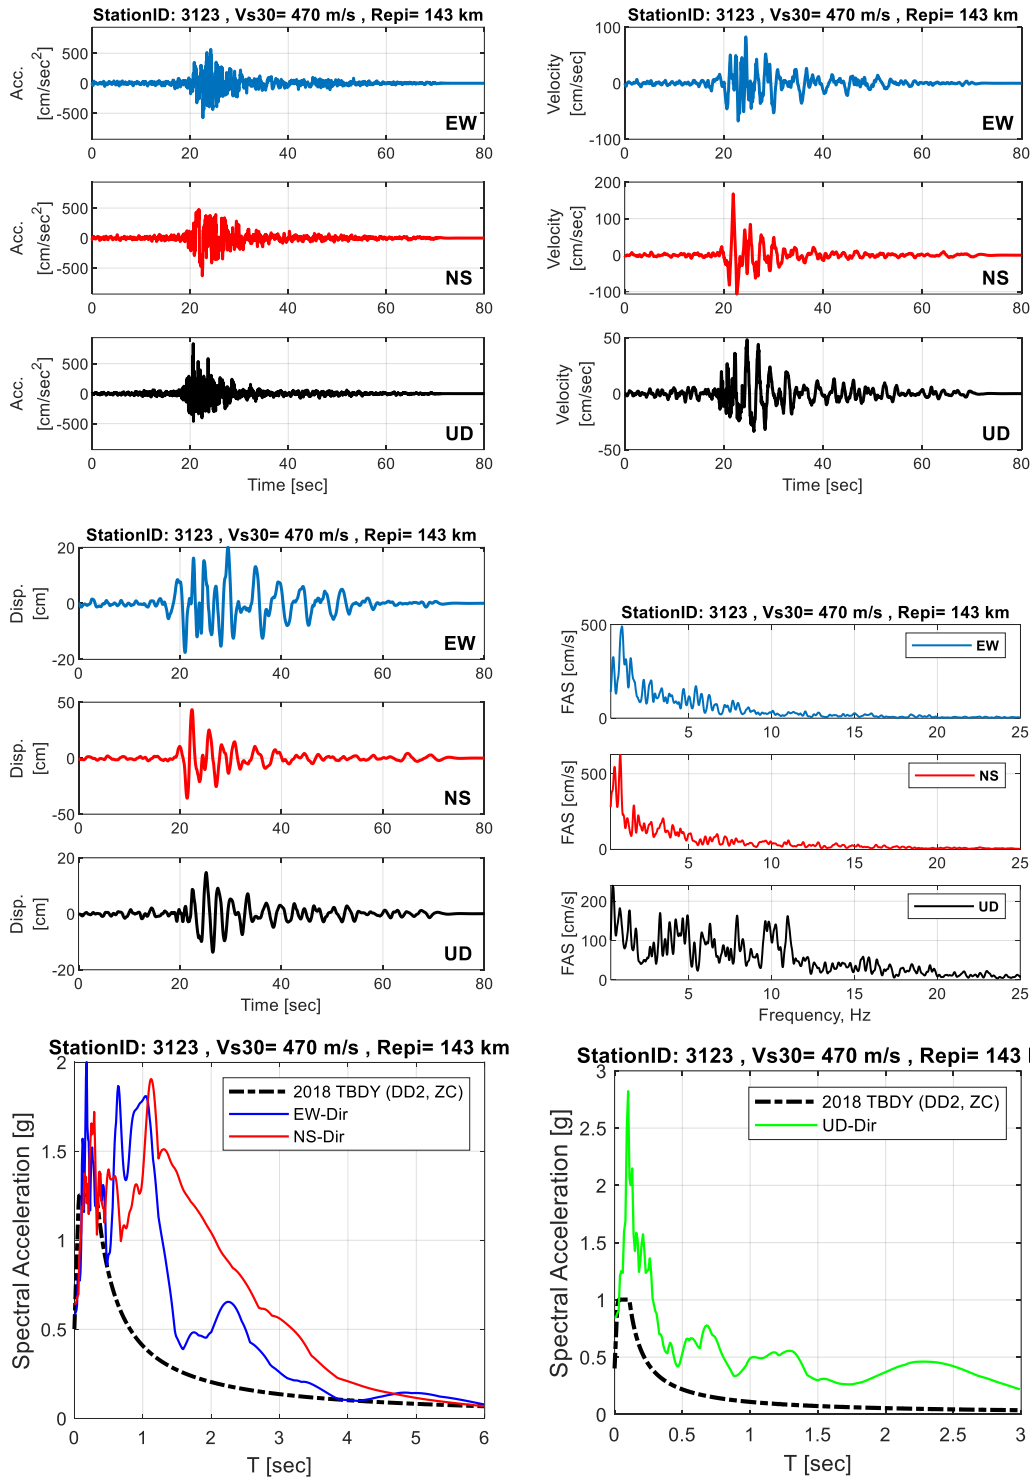 StationID: 3123 , Vs30= 470 m/s , Repi= 143 km
Acc.
[cm/sec2]
500
0
-500
EW
0 20 40 60 80
Acc.
[cm/sec2]
500
0
-500
NS
0 20 40 60 80
Acc.
[cm/sec2]
500
0
-500
UD
0 20 40 60 80
Time [sec]
StationID: 3123 , Vs30= 470 m/s , Repi= 143 km
Velocity
[cm/sec]
100
0
-100
EW
0 20 40 60 80
Velocity
[cm/sec]
200
100
0
-100
NS
0 20 40 60 80
Velocity
[cm/sec]
50
0
-50
UD
0 20 40 60 80
Time [sec]
StationID: 3123 , Vs30= 470 m/s , Repi= 143 km
Disp.
[cm]
20
0
-20
EW
0 20 40 60 80
Disp.
[cm]
50
0
-50
NS
0 20 40 60 80
Disp.
[cm]
20
0
-20
UD
0 20 40 60 80
Time [sec]
StationID: 3123 , Vs30= 470 m/s , Repi= 143 km
FAS [cm/s]
500
0
EW
5 10 15 20 25
FAS [cm/s]
500
0
NS
5 10 15 20 25
FAS [cm/s]
200
100
0
UD
5 10 15 20 25
Frequency, Hz
StationID: 3123 , Vs30= 470 m/s , Repi= 143 km
Spectral Acceleration [g]
2
1.5
1
0.5
0
2018 TBDY (DD2, ZC)
EW-Dir
NS-Dir
0 1 2 3 4 5 6
T [sec]
StationID: 3123 , Vs30= 470 m/s , Repi= 143
Spectral Acceleration [g]
3
2.5
2
1.5
1
0.5
0
2018 TBDY (DD2, ZC)
UD-Dir
0 0.5 1 1.5 2 2.5 3
T [sec]